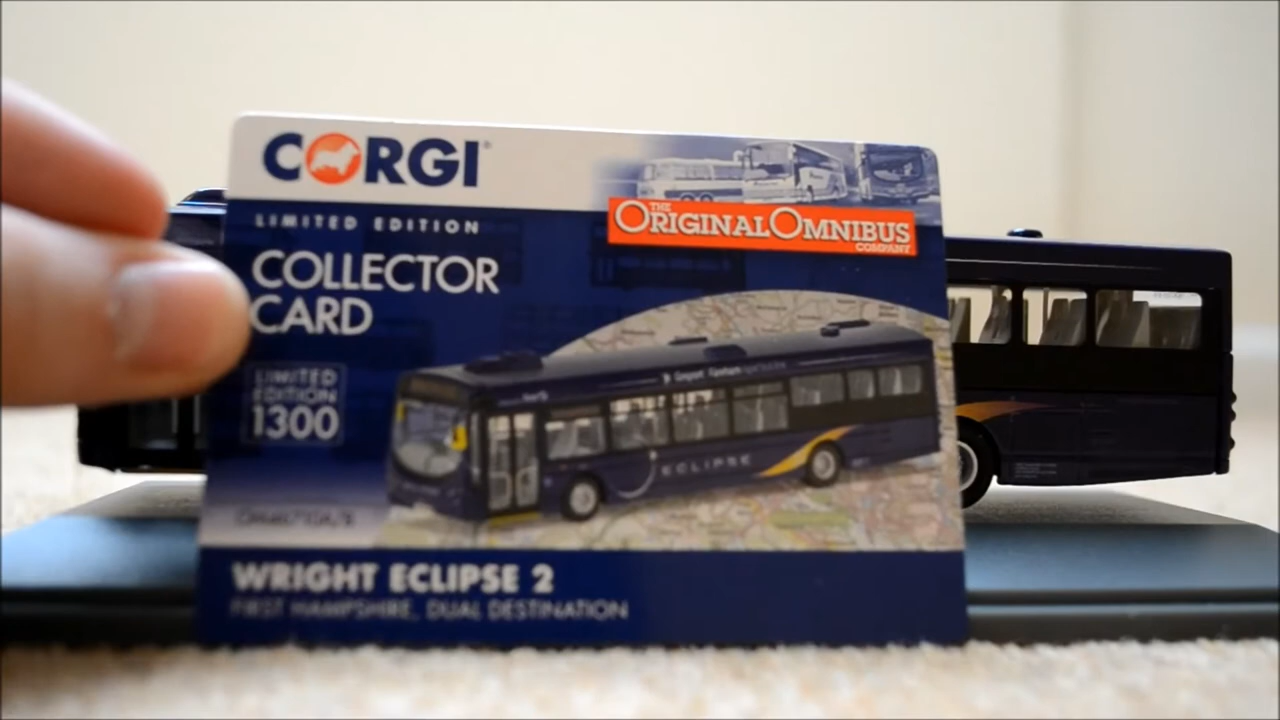 CORGI
LIMITED EDITION
THE
ORIGINAL OMNIBUS
COMPANY
COLLECTOR
CARD
LIMITED
EDITION
1300
ECLIPSE
WRIGHT ECLIPSE 2
FIRST HAMPSHIRE, DUAL DESTINATION